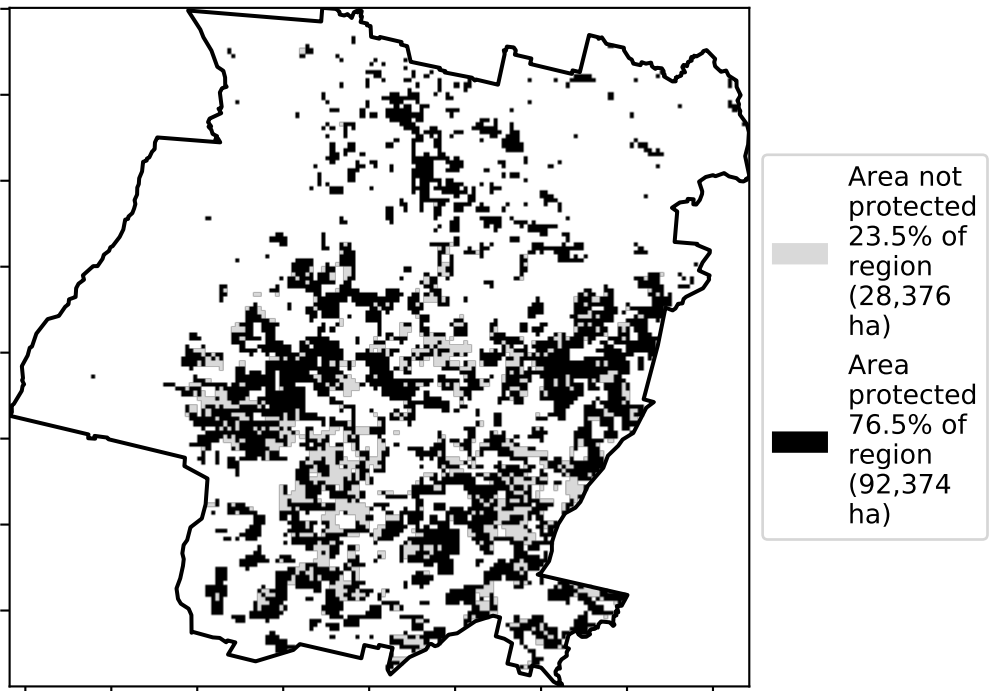 Area not
protected
23.5% of
region
(28,376
ha)
Area
protected
76.5% of
region
(92,374
ha)